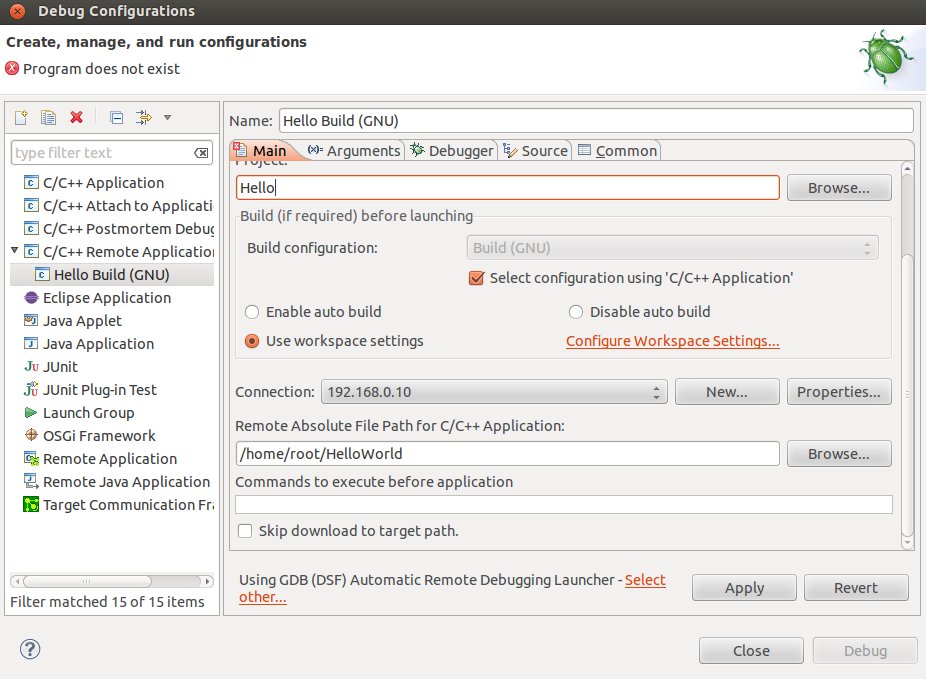 Debug Configurations
Create, manage, and run configurations
Program does not exist
type filter text
C/C++ Application
C/C++ Attach to Applicati
C/C++ Postmortem Debug
C/C++ Remote Application
Hello Build (GNU)
Eclipse Application
Java Applet
Java Application
JUnit
JUnit Plug-in Test
Launch Group
OSGi Framework
Remote Application
Remote Java Application
Target Communication Fra
Filter matched 15 of 15 items
Name: Hello Build (GNU)
Main Arguments Debugger Source Common
Project:
Hello Browse...
Build (if required) before launching
Build configuration: Build (GNU)
Select configuration using 'C/C++ Application'
Enable auto build Disable auto build
Use workspace settings Configure Workspace Settings...
Connection: 192.168.0.10 New... Properties...
Remote Absolute File Path for C/C++ Application:
/home/root/HelloWorld Browse...
Commands to execute before application
Skip download to target path.
Using GDB (DSF) Automatic Remote Debugging Launcher - Select
other...
Apply Revert
Close Debug